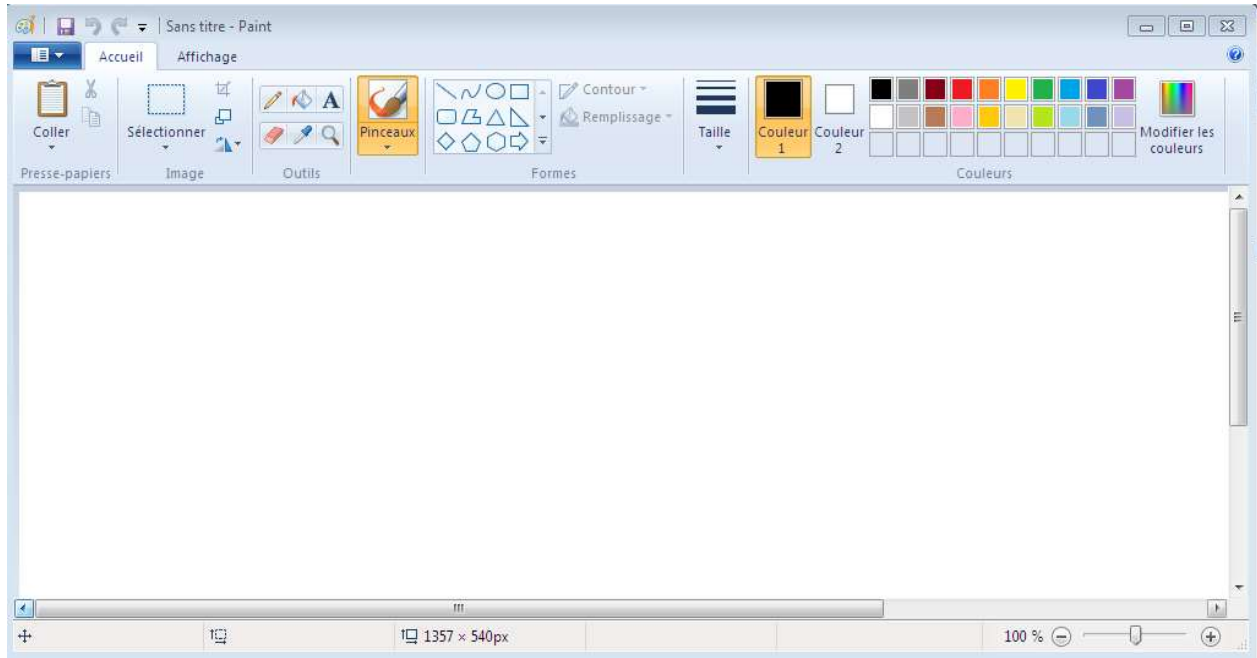 Sans titre - Paint
Accueil Affichage
Coller
Sélectionner
A
Pinceaux
Contour
Remplissage
Taille
Couleur 1
Couleur 2
Modifier les couleurs
Presse-papiers Image Outils Formes Couleurs
1357 × 540px 100 %